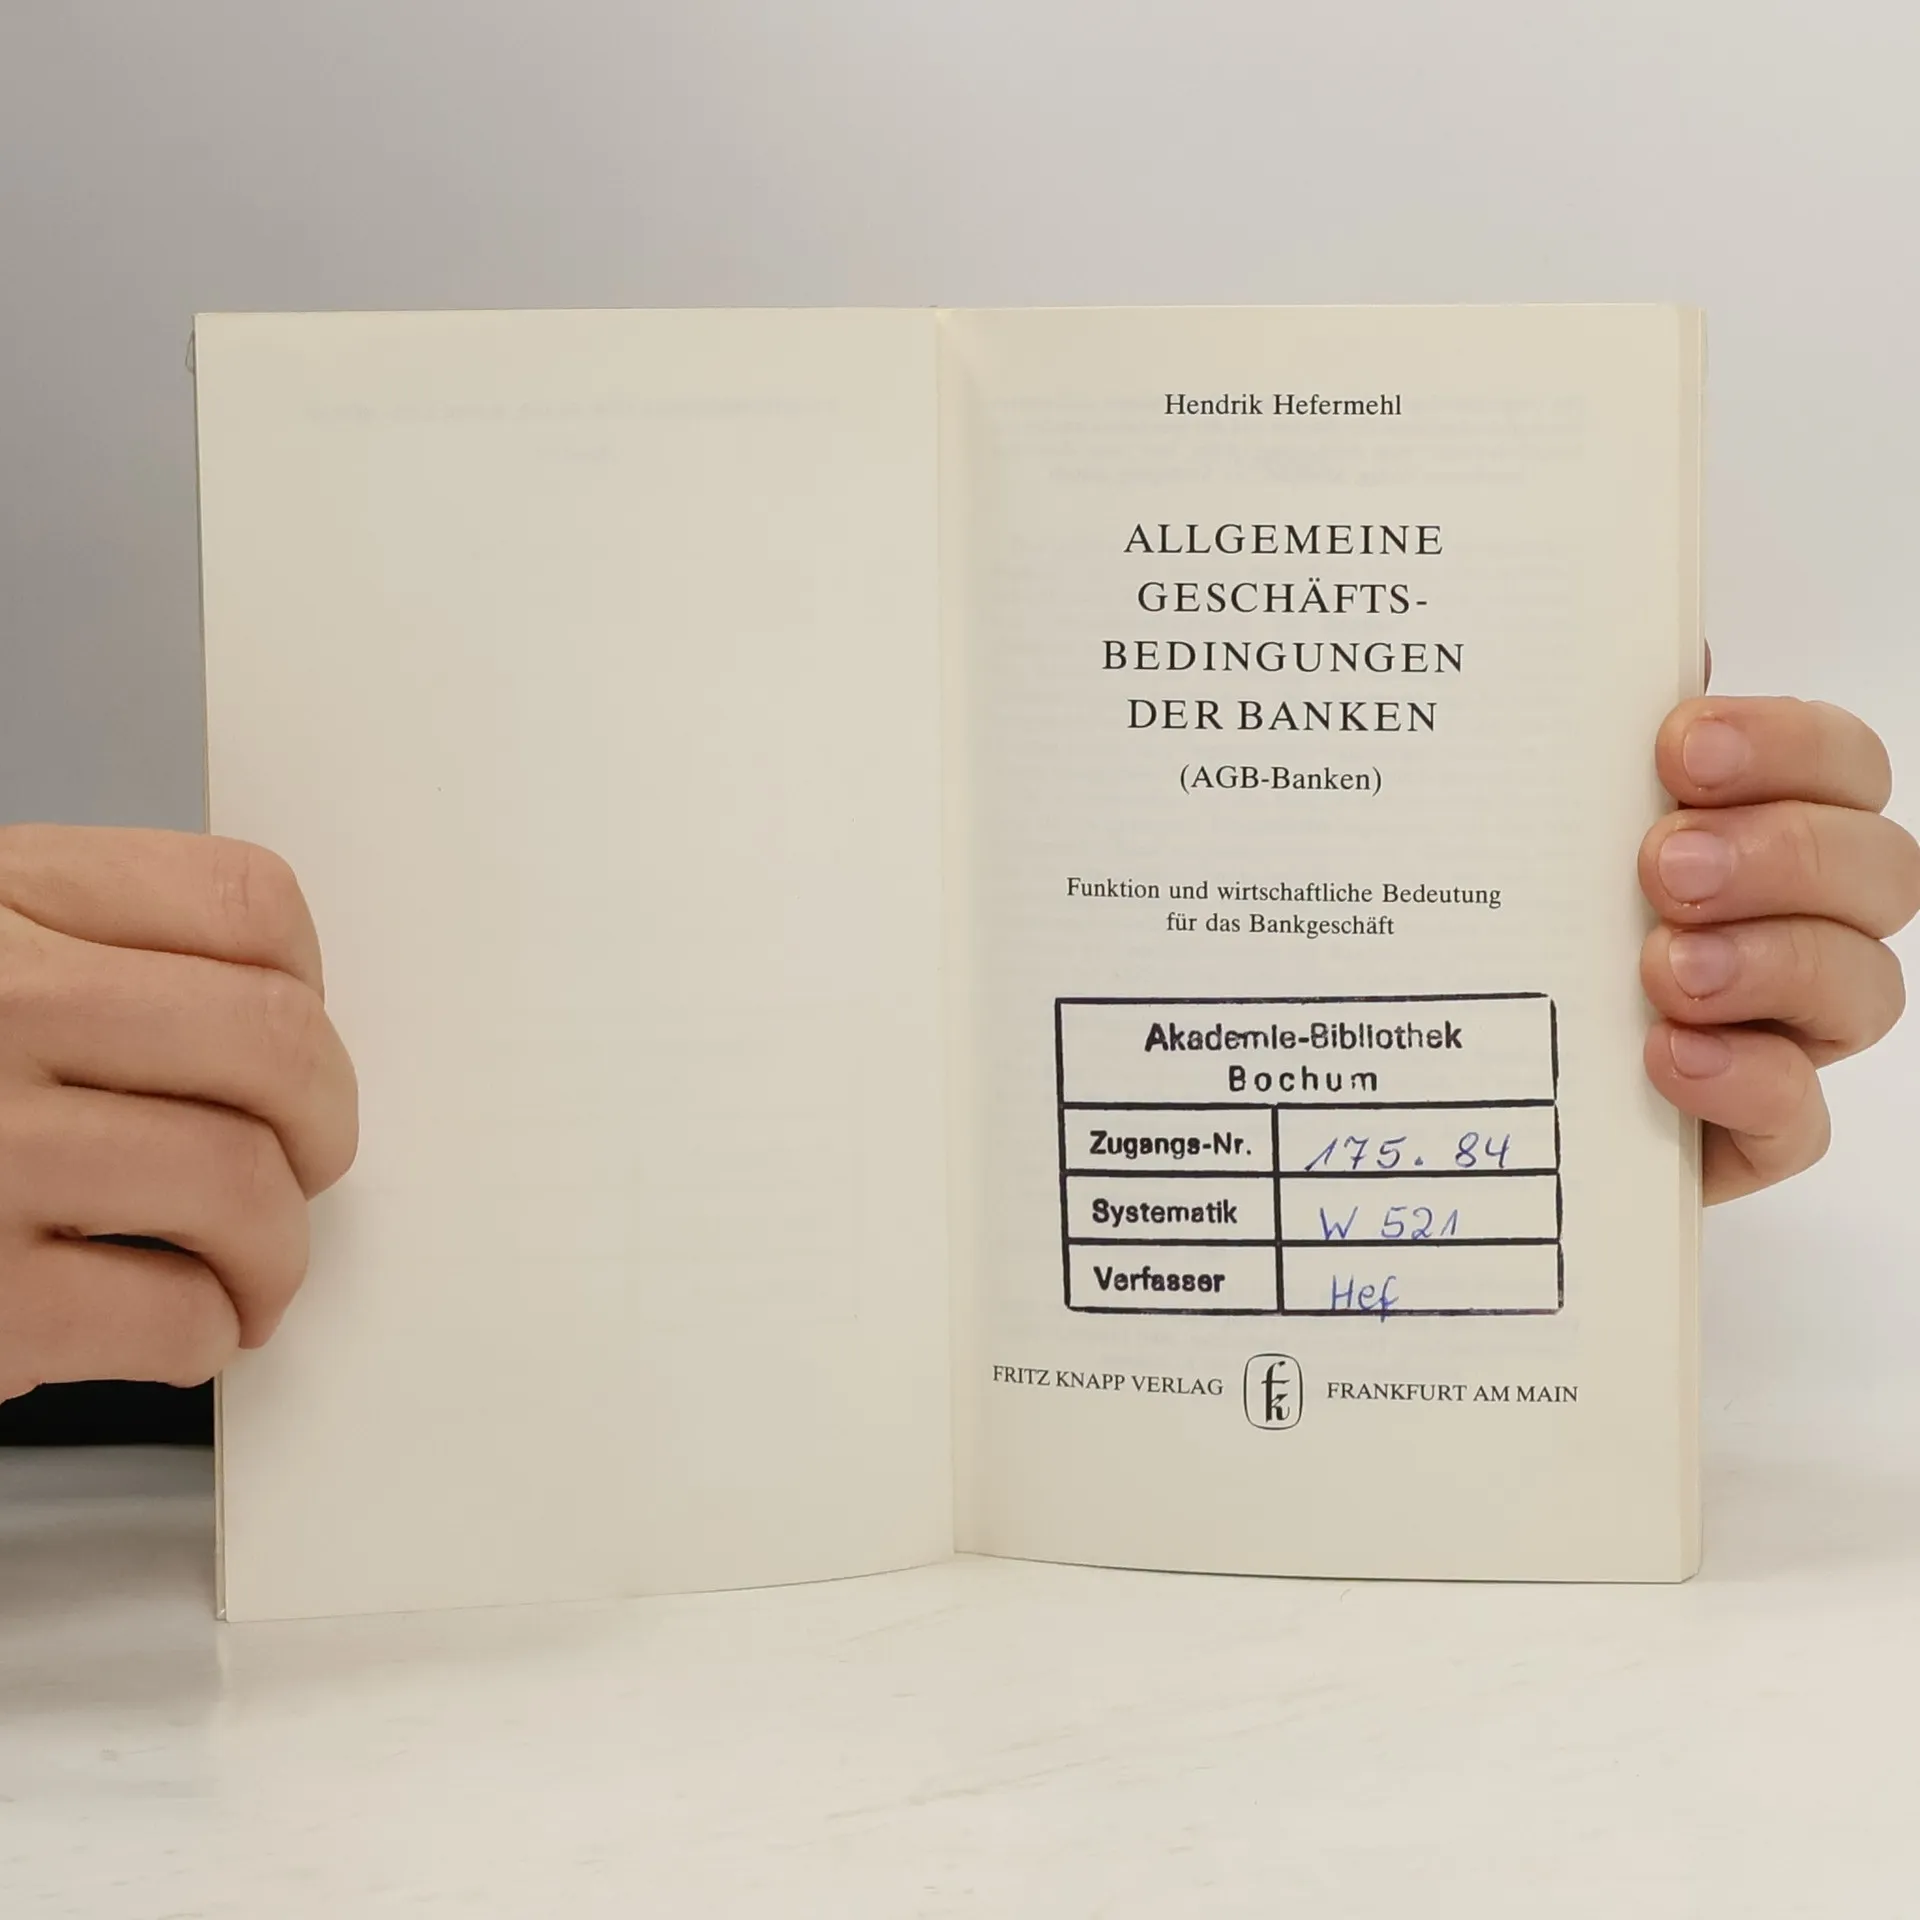 Hendrik Hefermehl
ALLGEMEINE
GESCHÄFTS-
BEDINGUNGEN
DER BANKEN
(AGB-Banken)
Funktion und wirtschaftliche Bedeutung
für das Bankgeschäft
Akademie-Bibliothek
Bochum
Zugangs-Nr. 175. 84
Systematik W 521
Verfasser Hef
FRITZ KNAPP VERLAG fk FRANKFURT AM MAIN